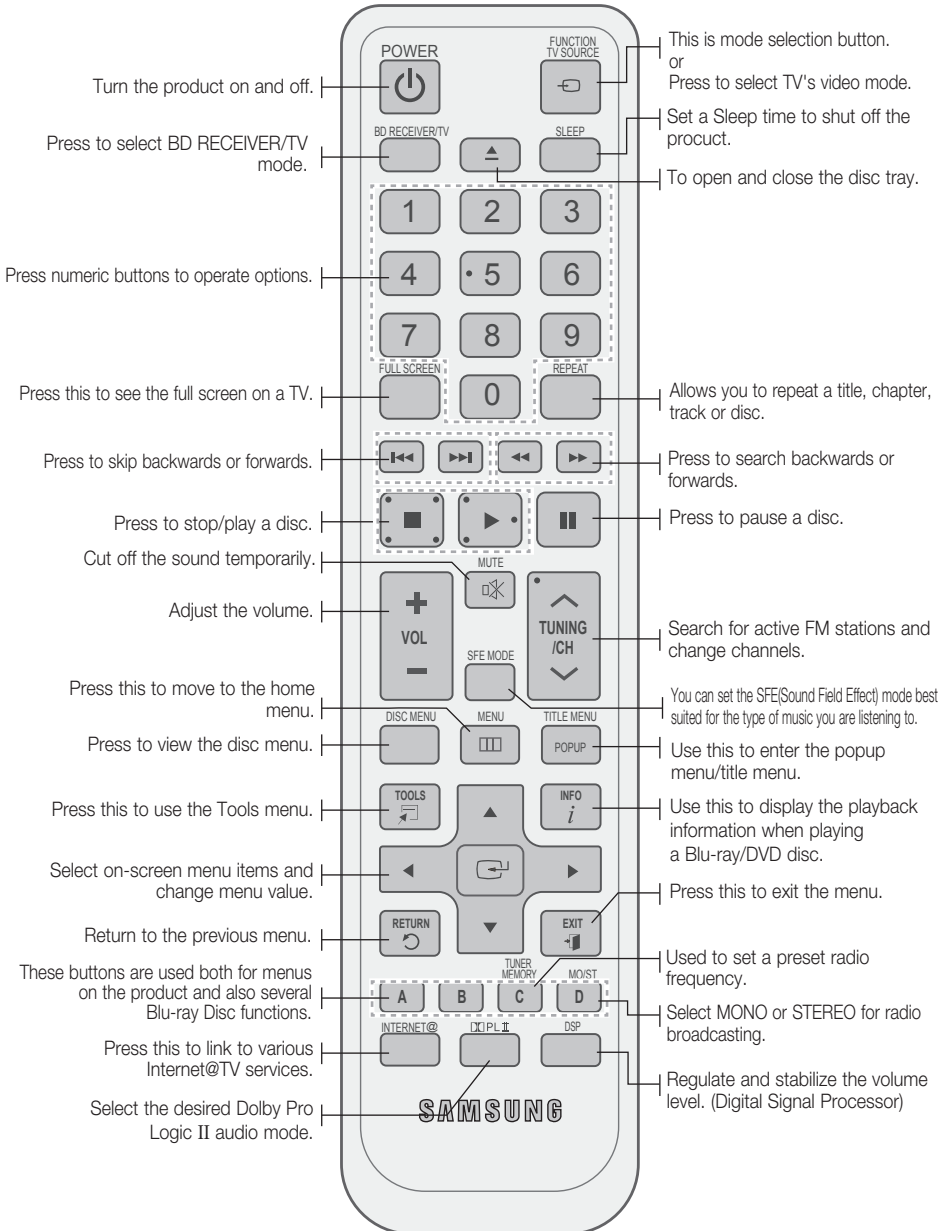 POWER
FUNCTION
TV SOURCE
This is mode selection button.
or
Press to select TV's video mode.
Turn the product on and off.
BD RECEIVER/TV
SLEEP
Set a Sleep time to shut off the
procuct.
Press to select BD RECEIVER/TV
mode.
To open and close the disc tray.
1 2 3
Press numeric buttons to operate options.
4 5 6
7 8 9
FULL SCREEN
REPEAT
Press this to see the full screen on a TV.
0
Allows you to repeat a title, chapter,
track or disc.
Press to skip backwards or forwards.
Press to search backwards or
forwards.
Press to stop/play a disc.
Press to pause a disc.
Cut off the sound temporarily.
MUTE
Adjust the volume.
VOL
TUNING
/CH
Search for active FM stations and
change channels.
SFE MODE
Press this to move to the home
menu.
You can set the SFE(Sound Field Effect) mode best
suited for the type of music you are listening to.
DISC MENU
MENU
TITLE MENU
Press to view the disc menu.
POPUP
Use this to enter the popup
menu/title menu.
TOOLS
INFO
i
Press this to use the Tools menu.
Use this to display the playback
information when playing
a Blu-ray/DVD disc.
Select on-screen menu items and
change menu value.
Press this to exit the menu.
RETURN
EXIT
Return to the previous menu.
TUNER
MEMORY
MO/ST
Used to set a preset radio
frequency.
These buttons are used both for menus
on the product and also several
Blu-ray Disc functions.
A B C D
Select MONO or STEREO for radio
broadcasting.
INTERNET@
PL II
DSP
Press this to link to various
Internet@TV services.
Regulate and stabilize the volume
level. (Digital Signal Processor)
Select the desired Dolby Pro
Logic II audio mode.
SAMSUNG